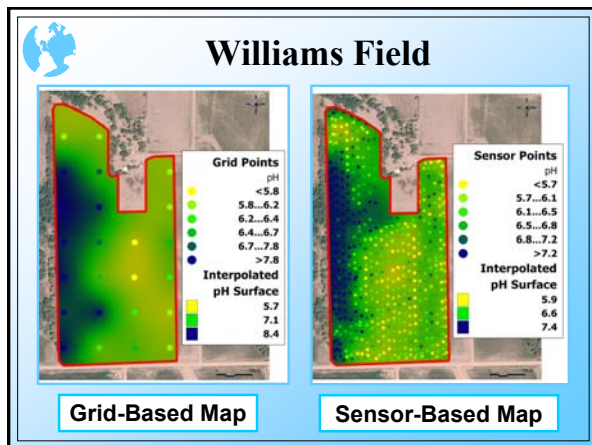 Williams Field
Grid Points
pH
<5.8
5.8...6.2
6.2...6.4
6.4...6.7
6.7...7.8
>7.8
Interpolated
pH Surface
5.7
7.1
8.4
Sensor Points
pH
<5.7
5.7...6.1
6.1...6.5
6.5...6.8
6.8...7.2
>7.2
Interpolated
pH Surface
5.9
6.6
7.4
Grid-Based Map
Sensor-Based Map